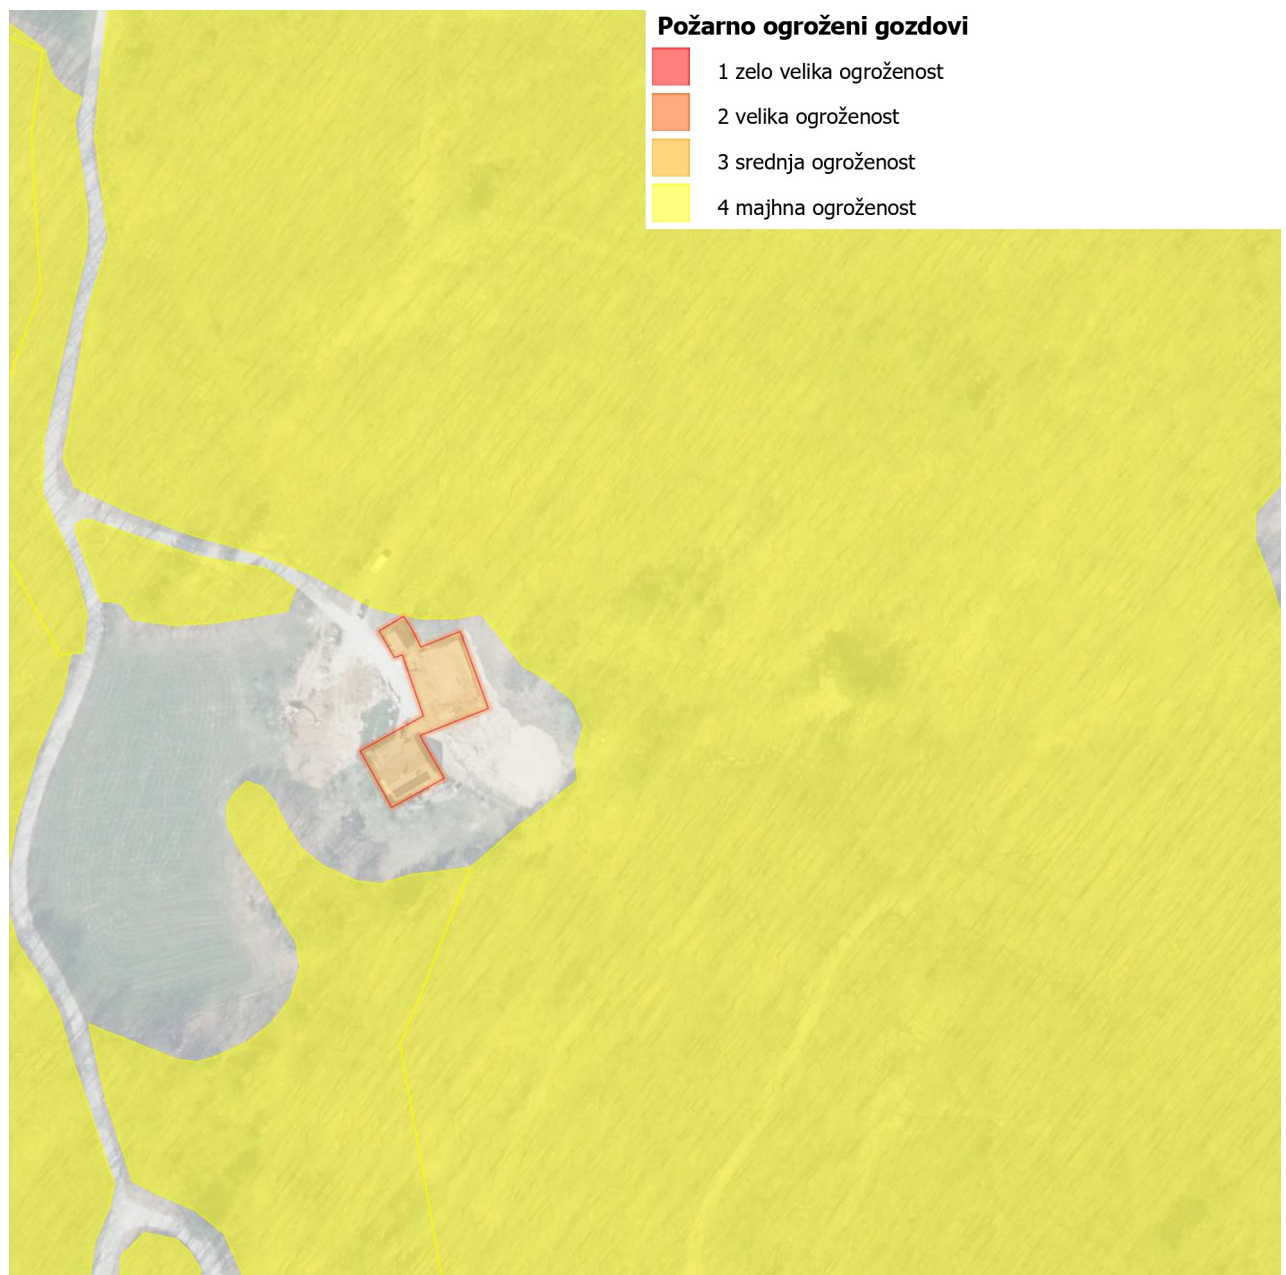 Požarno ogroženi gozdovi
1 zelo velika ogroženost
2 velika ogroženost
3 srednja ogroženost
4 majhna ogroženost